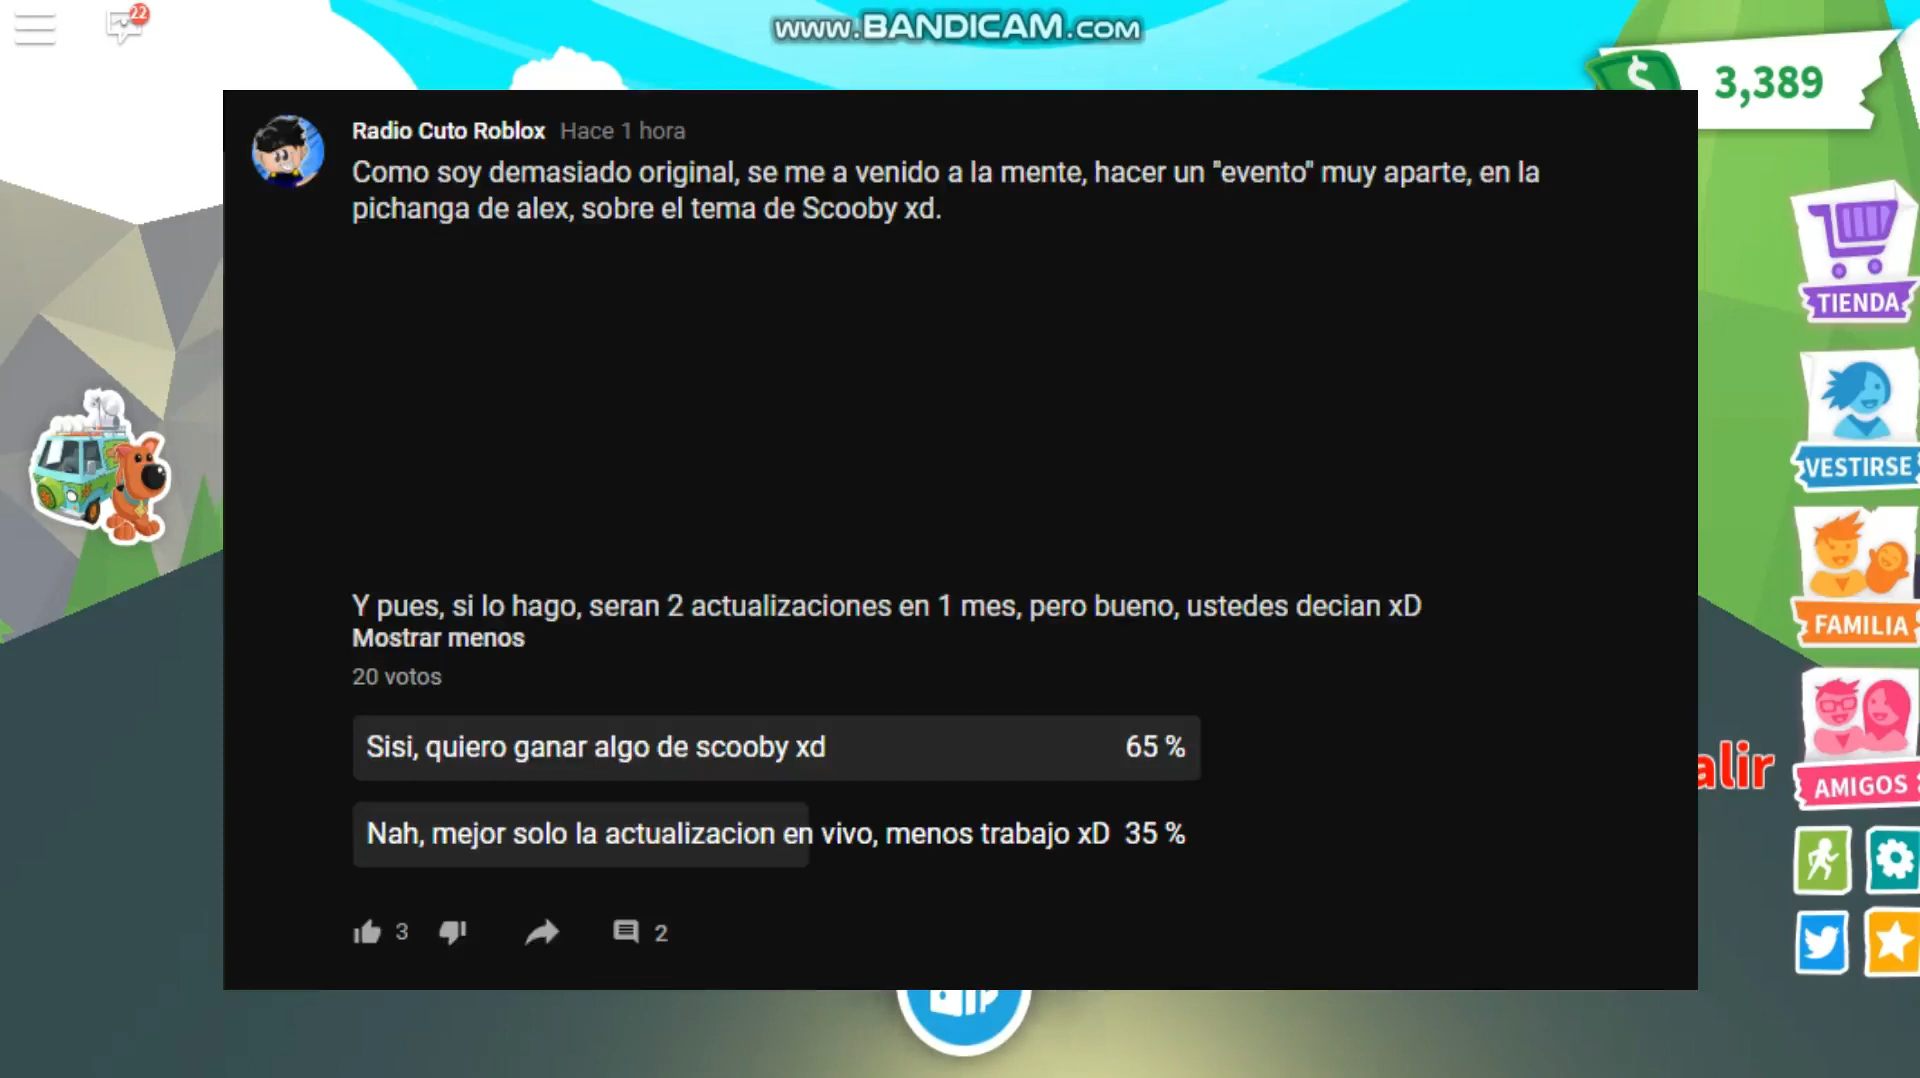 22
www.BANDICAM.COM
3,389
Radio Cuto Roblox Hace 1 hora
Como soy demasiado original, se me a venido a la mente, hacer un "evento" muy aparte, en la
pichanga de alex, sobre el tema de Scooby xd.
TIENDA
VESTIRSE
FAMILIA
Y pues, si lo hago, seran 2 actualizaciones en 1 mes, pero bueno, ustedes decian xD
Mostrar menos
20 votos
Sisi, quiero ganar algo de scooby xd 65 %
alir
AMIGOS
Nah, mejor solo la actualizacion en vivo, menos trabajo xD 35 %
3
2